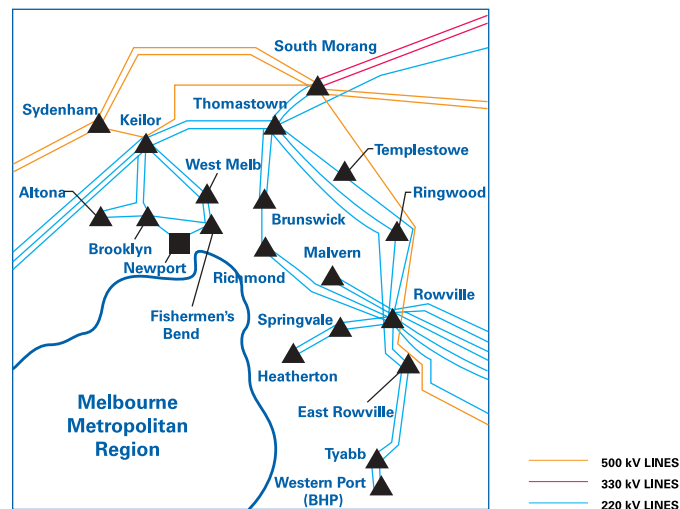 South Morang
Sydenham
Keilor
Thomastown
Templestowe
West Melb
Altona
Ringwood
Brunswick
Brooklyn
Malvern
Newport
Richmond
Rowville
Fishermen's
Bend
Springvale
Heatherton
East Rowville
Melbourne
Metropolitan
Region
Tyabb
Western Port
(BHP)
500 kV LINES
330 kV LINES
220 kV LINES